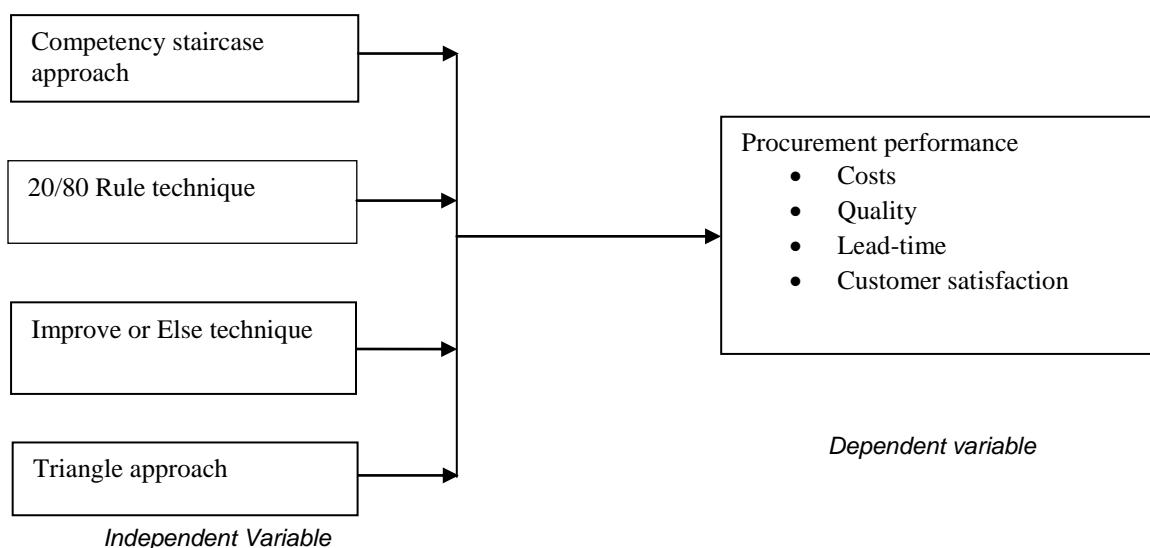 Competency staircase
approach
20/80 Rule technique
Improve or Else technique
Triangle approach
Independent Variable
Procurement performance
• Costs
• Quality
• Lead-time
• Customer satisfaction
Dependent variable